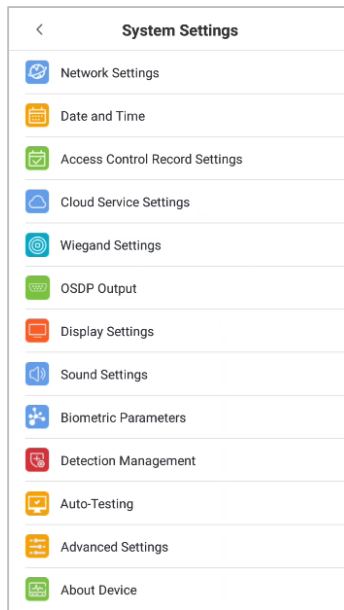 System Settings
Network Settings
Date and Time
Access Control Record Settings
Cloud Service Settings
Wiegand Settings
OSDP Output
Display Settings
Sound Settings
Biometric Parameters
Detection Management
Auto-Testing
Advanced Settings
About Device